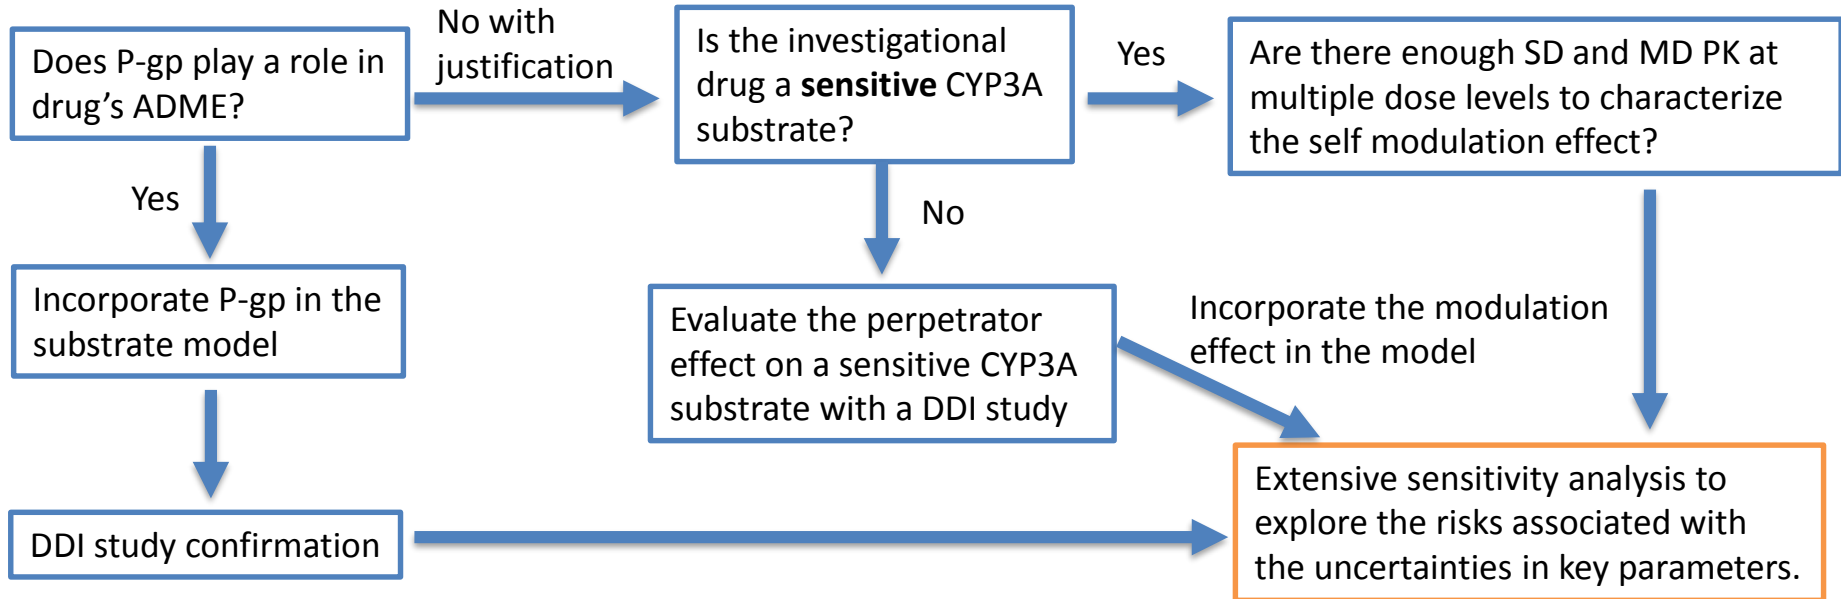 Does P-gp play a role in
drug’s ADME?
No with
justification
Is the investigational
drug a sensitive CYP3A
substrate?
Yes
Are there enough SD and MD PK at
multiple dose levels to characterize
the self modulation effect?
Yes
No
Incorporate P-gp in the
substrate model
Evaluate the perpetrator
effect on a sensitive CYP3A
substrate with a DDI study
Incorporate the modulation
effect in the model
DDI study confirmation
Extensive sensitivity analysis to
explore the risks associated with
the uncertainties in key parameters.